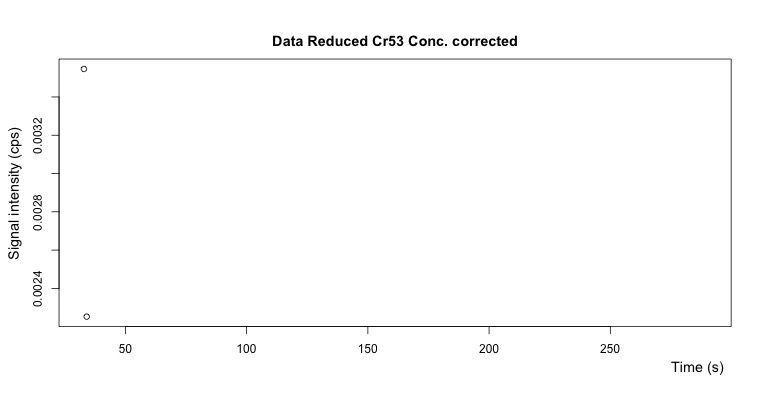 Data Reduced Cr53 Conc. corrected
Signal intensity (cps)
0.0032
0.0028
0.0024
50 100 150 200 250
Time (s)